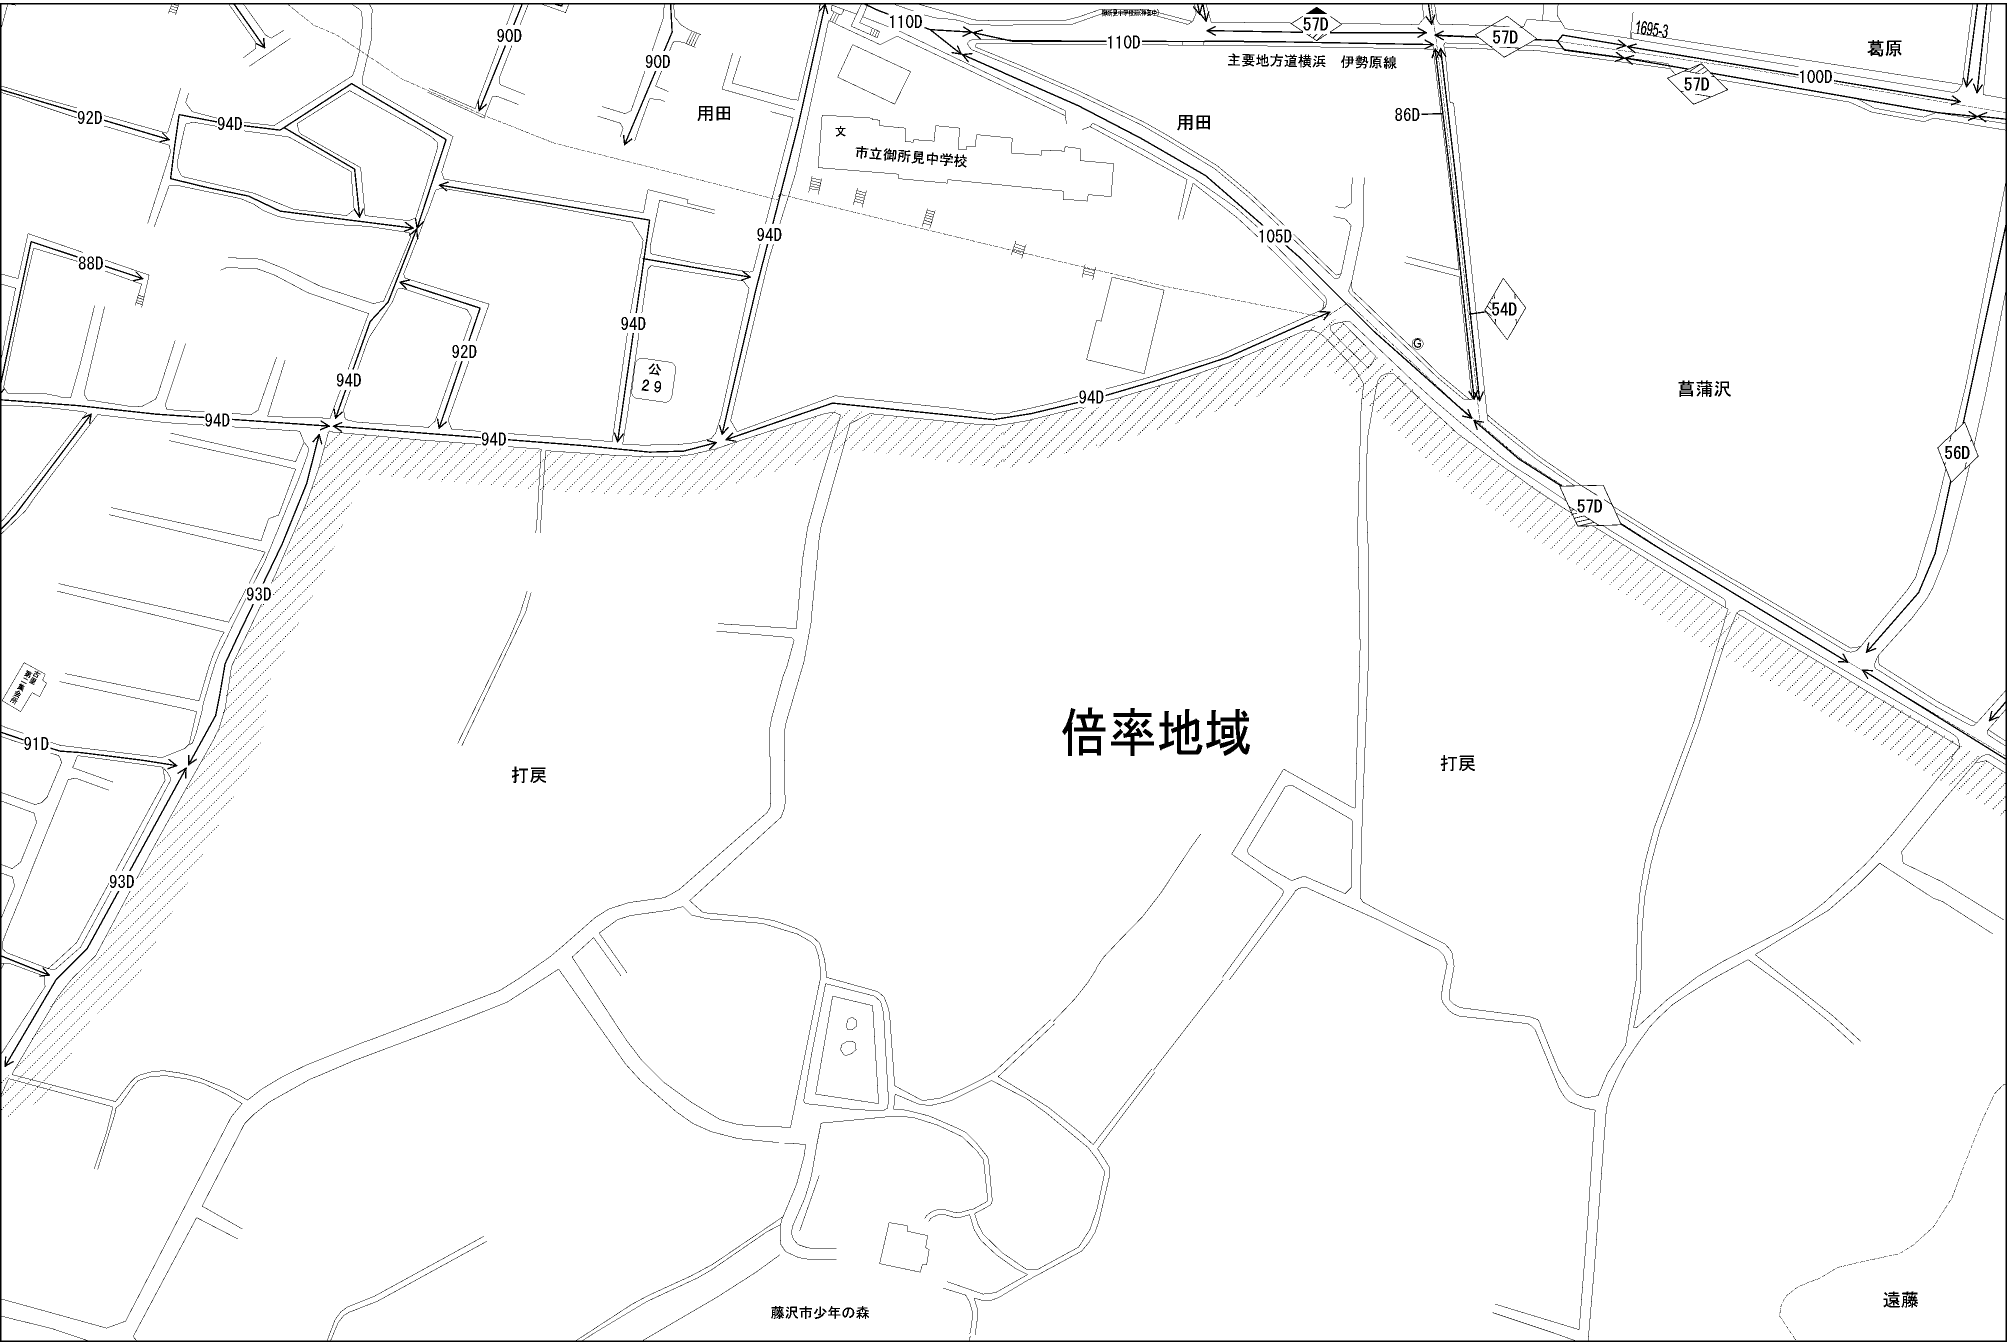 110D
57D
57D
1695-3
葛原
90D
110D
90D
主要地方道横浜 伊勢原線
100D
57D
92D
94D
用田
用田
86D
文
市立御所見中学校
94D
105D
88D
54D
94D
92D
G
公
29
94D
94D
菖蒲沢
94D
94D
56D
57D
93D
倍率地域
91D
打戻
打戻
93D
遠藤
藤沢市少年の森